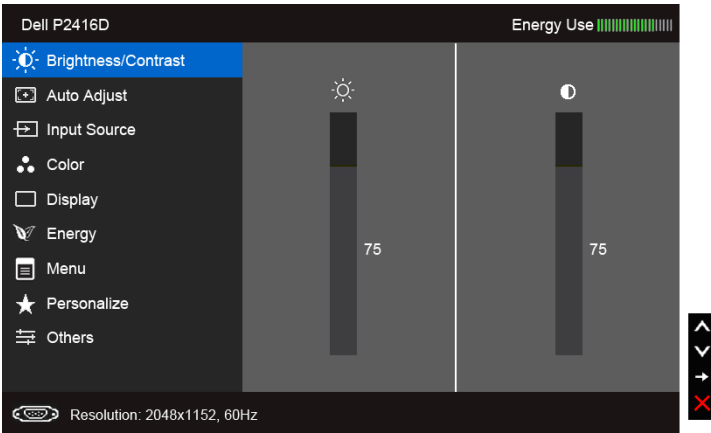 Dell P2416D
Energy Use
Brightness/Contrast
Auto Adjust
Input Source
Color
Display
Energy
Menu
Personalize
Others
75
75
Resolution: 2048x1152, 60Hz